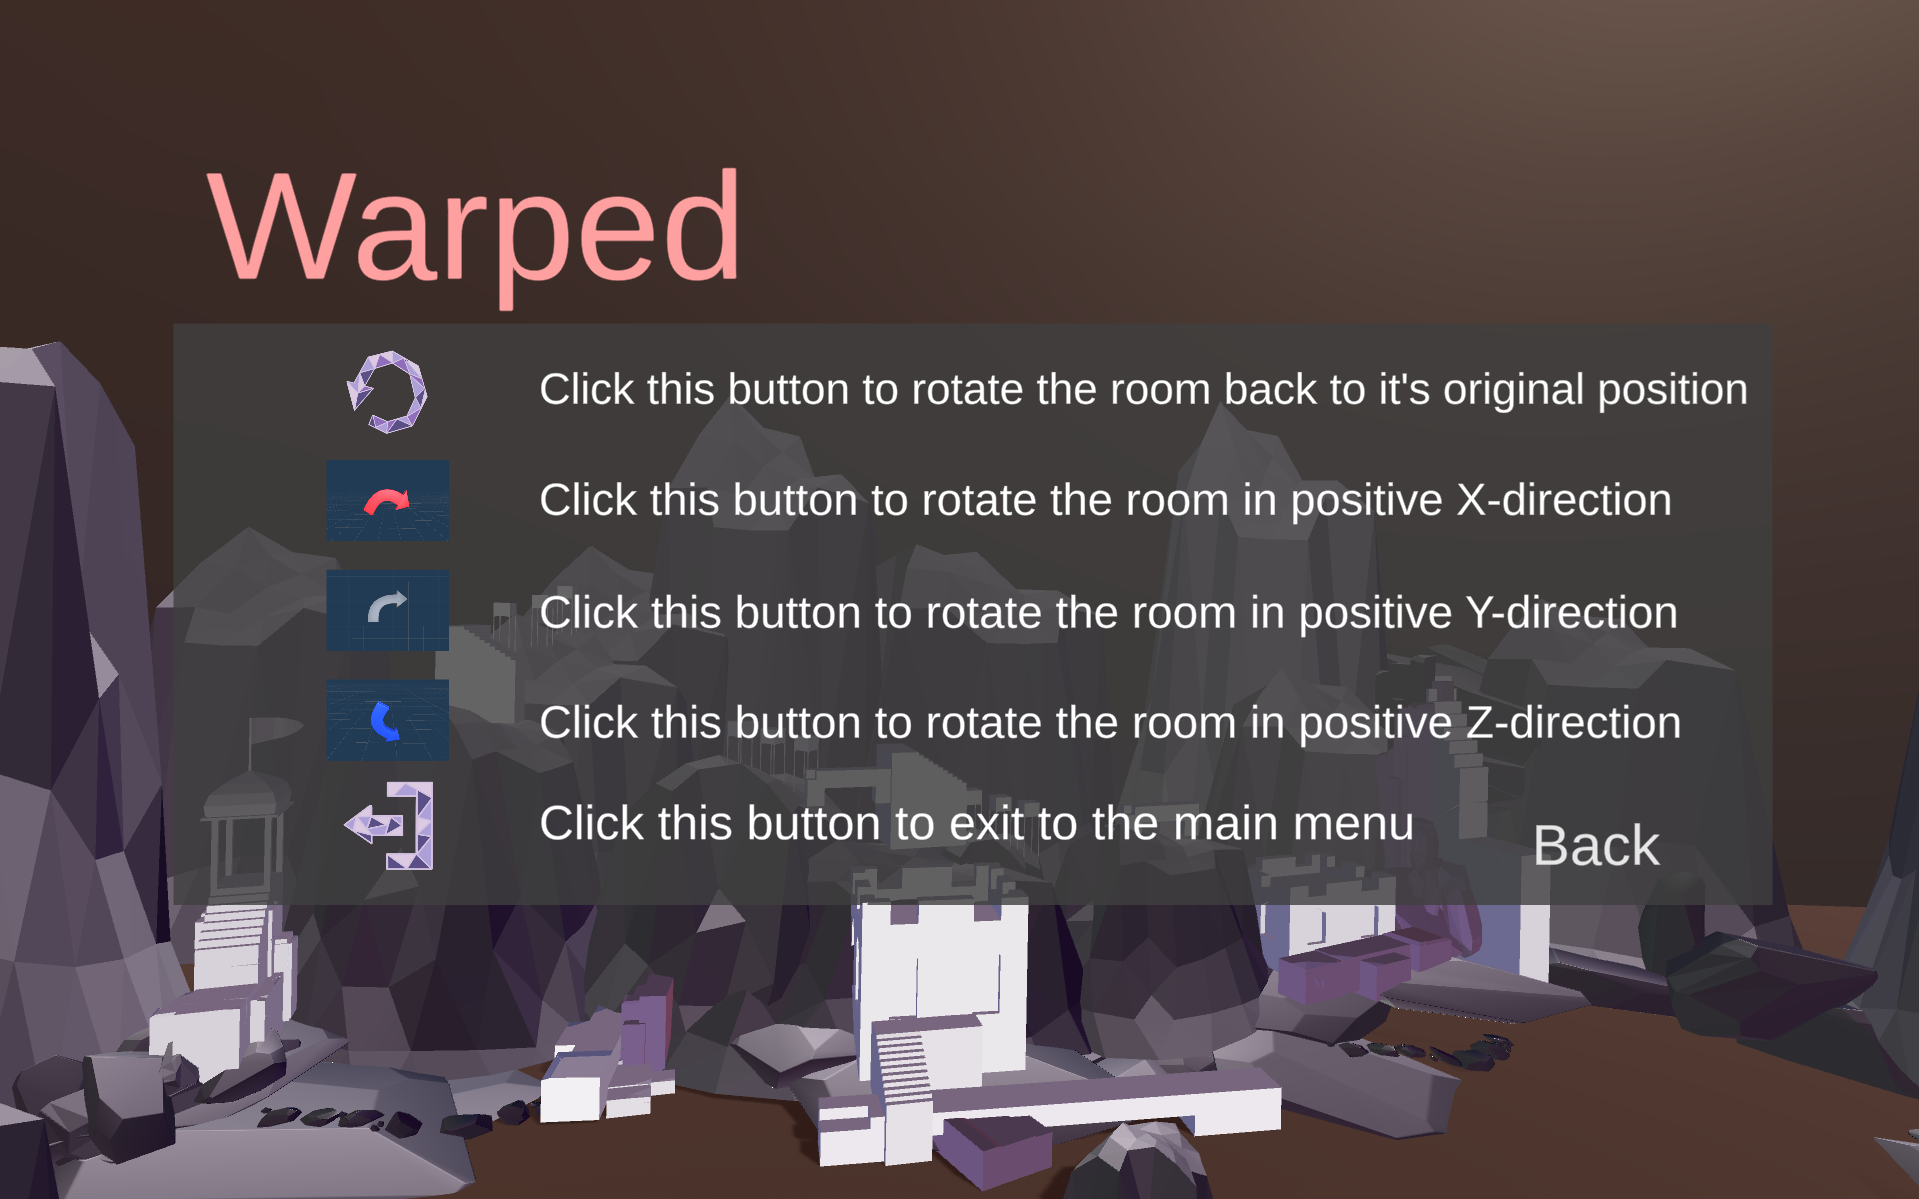 Warped
Click this button to rotate the room back to it's original position
Click this button to rotate the room in positive X-direction
Click this button to rotate the room in positive Y-direction
Click this button to rotate the room in positive Z-direction
Click this button to exit to the main menu
Back